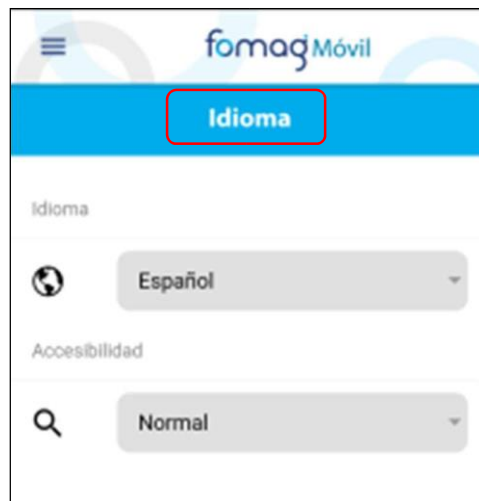 fomag Móvil
Idioma
Idioma
Español
Accesibilidad
Normal